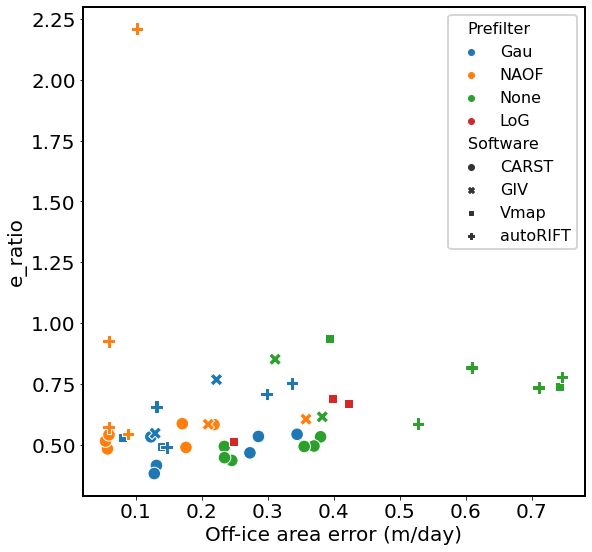 2.25
2.00
1.75
1.50
1.25
1.00
0.75
0.50
e_ratio
0.1 0.2 0.3 0.4 0.5 0.6 0.7
Off-ice area error (m/day)
Prefilter
Gau
NAOF
None
LoG
Software
CARST
GIV
Vmap
autoRIFT